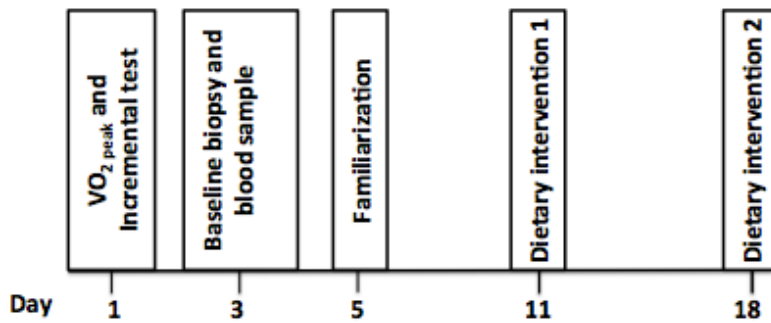 VO2 peak and
Incremental test
Baseline biopsy and
blood sample
Familiarization
Dietary intervention 1
Dietary intervention 2
Day 1 3 5 11 18